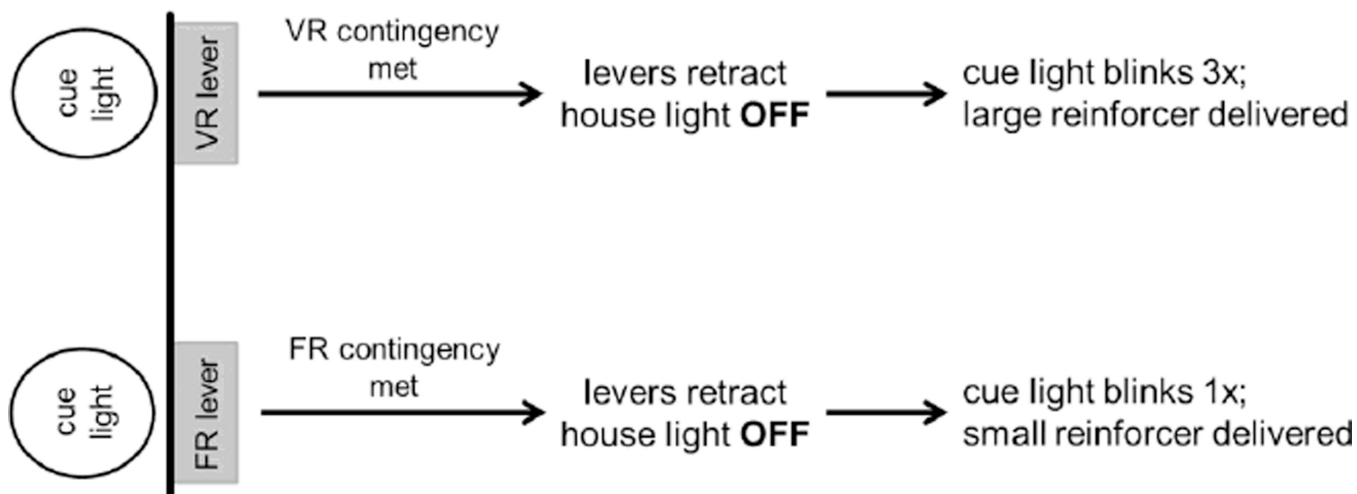 cue
light
VR lever
VR contingency
met
levers retract
house light OFF
cue light blinks 3x;
large reinforcer delivered
cue
light
FR lever
FR contingency
met
levers retract
house light OFF
cue light blinks 1x;
small reinforcer delivered